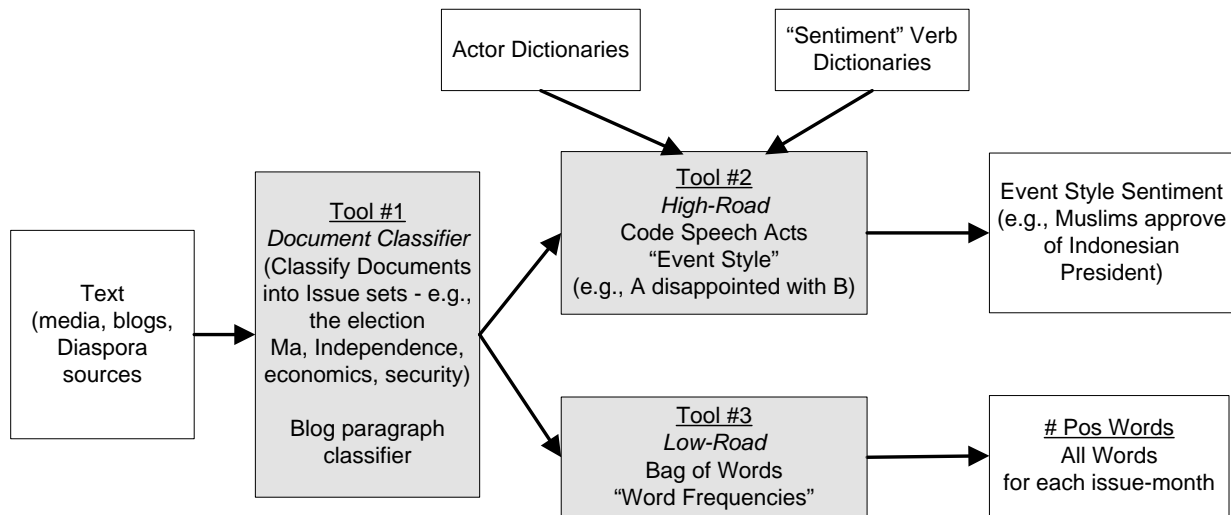 Actor Dictionaries
“Sentiment” Verb
Dictionaries
Text
(media, blogs,
Diaspora
sources
Tool #1
Document Classifier
(Classify Documents
into Issue sets - e.g.,
the election
Ma, Independence,
economics, security)
Blog paragraph
classifier
Tool #2
High-Road
Code Speech Acts
“Event Style”
(e.g., A disappointed with B)
Event Style Sentiment
(e.g., Muslims approve
of Indonesian
President)
Tool #3
Low-Road
Bag of Words
“Word Frequencies”
# Pos Words
All Words
for each issue-month